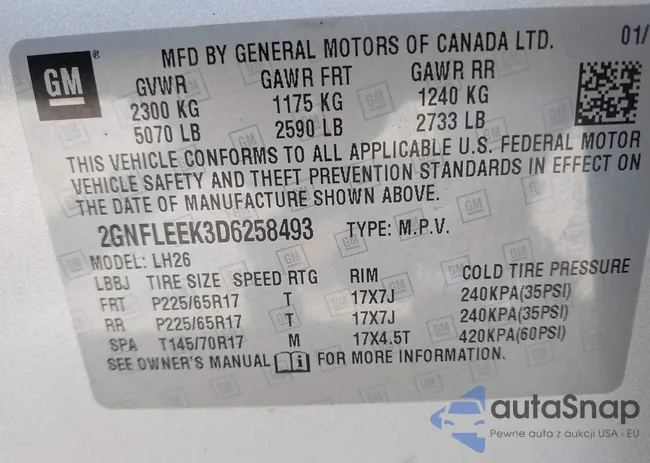 GM
MFD BY GENERAL MOTORS OF CANADA LTD. 01/
GVWR GAWR FRT GAWR RR
2300 KG 1175 KG 1240 KG
5070 LB 2590 LB 2733 LB
THIS VEHICLE CONFORMS TO ALL APPLICABLE U.S. FEDERAL MOTOR
VEHICLE SAFETY AND THEFT PREVENTION STANDARDS IN EFFECT ON
THE DATE OF MANUFACTURE SHOWN ABOVE.
2GNFLEEK3D6258493 TYPE: M.P.V.
MODEL: LH26
LBBJ TIRE SIZE SPEED RTG RIM COLD TIRE PRESSURE
FRT P225/65R17 T 17X7J 240KPA(35PSI)
RR P225/65R17 T 17X7J 240KPA(35PSI)
SPA T145/70R17 M 17X4.5T 420KPA(60PSI)
SEE OWNER'S MANUAL i FOR MORE INFORMATION.
autaSnap
Pewne auta z aukcji USA i EU